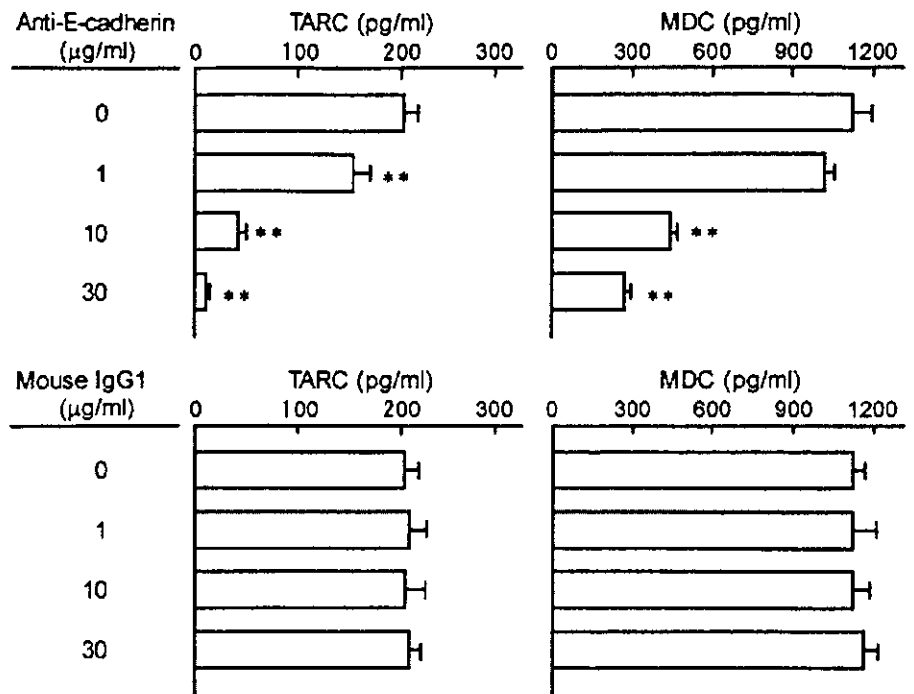 Anti-E-cadherin TARC (pg/ml) MDC (pg/ml)
(μg/ml) 0 100 200 300 0 300 600 900 1200
0
1 **
10 ** **
30 ** **
Mouse IgG1 TARC (pg/ml) MDC (pg/ml)
(μg/ml) 0 100 200 300 0 300 600 900 1200
0
1
10
30